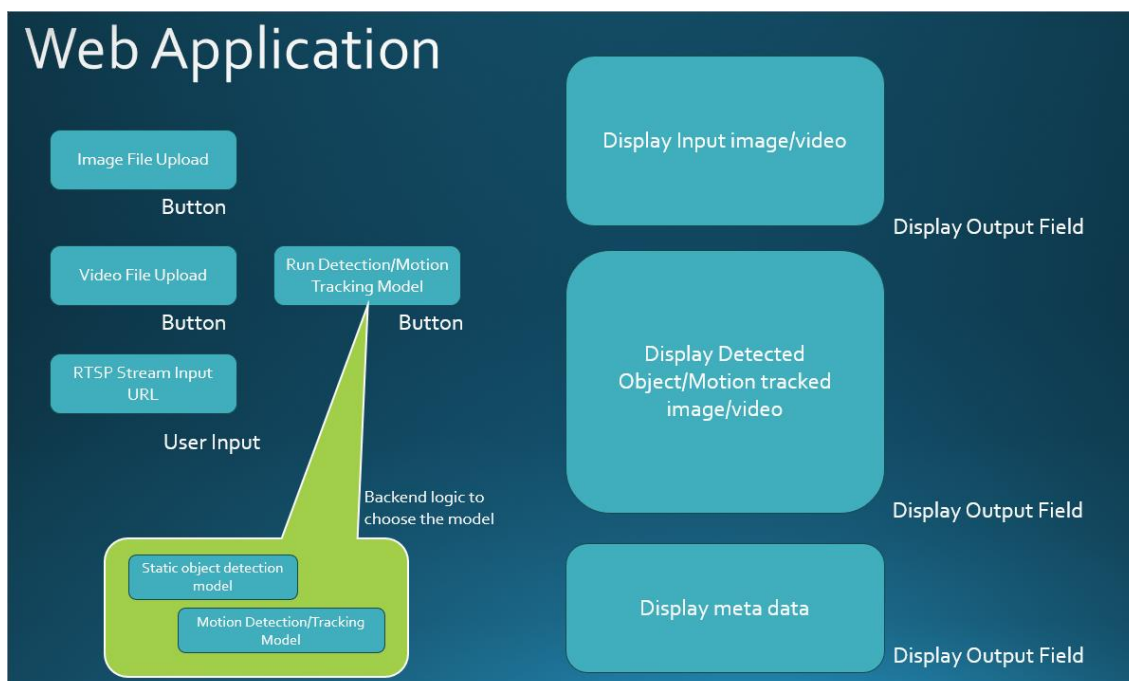 Web Application
Image File Upload
Button
Video File Upload
Button
RTSP Stream Input
URL
User Input
Run Detection/Motion
Tracking Model
Button
Backend logic to
choose the model
Static object detection
model
Motion Detection/Tracking
Model
Display Input image/video
Display Output Field
Display Detected
Object/Motion tracked
image/video
Display Output Field
Display meta data
Display Output Field